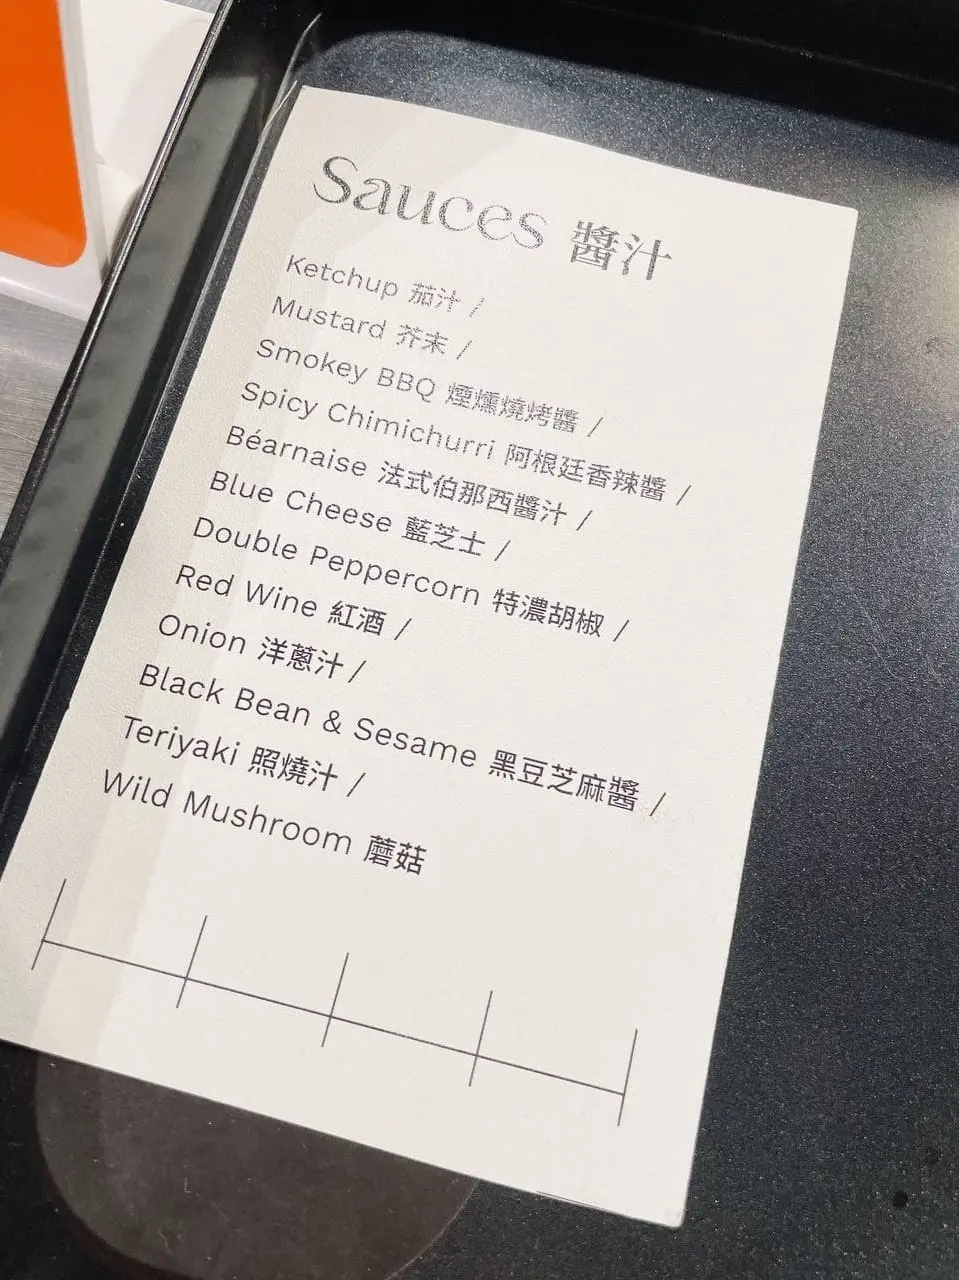 Sauces 醬汁
Ketchup 茄汁 /
Mustard 芥末 /
Smokey BBQ 煙燻燒烤醬 /
Spicy Chimichurri 阿根廷香辣醬 /
Béarnaise 法式伯那西醬汁 /
Blue Cheese 藍芝士 /
Double Peppercorn 特濃胡椒 /
Red Wine 紅酒 /
Onion 洋蔥汁 /
Black Bean & Sesame 黑豆芝麻醬 /
Teriyaki 照燒汁 /
Wild Mushroom 蘑菇